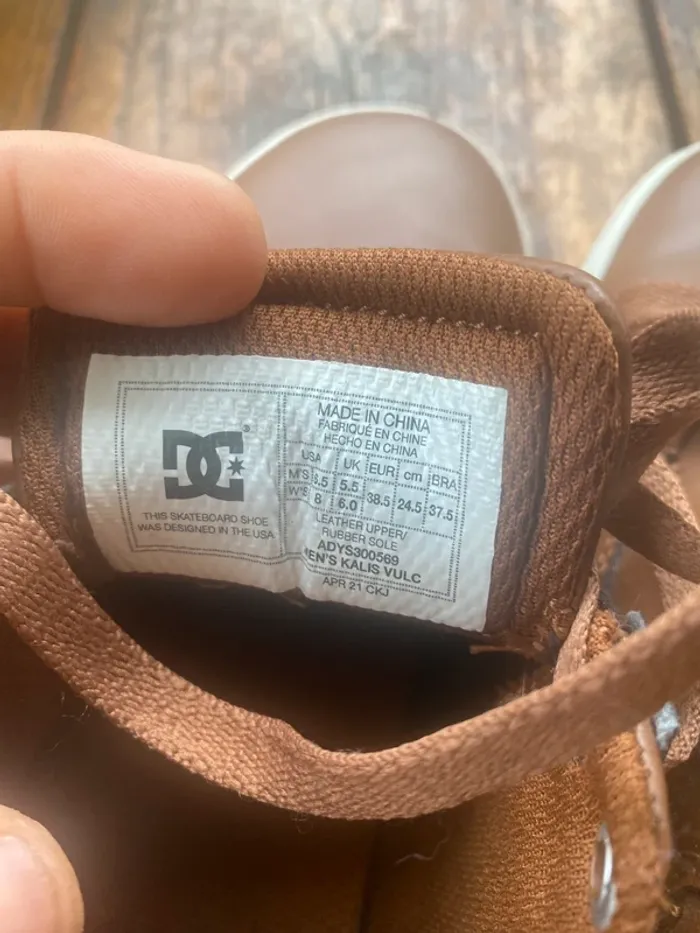 DC®
THIS SKATEBOARD SHOE
WAS DESIGNED IN THE USA
MADE IN CHINA
FABRIQUÉ EN CHINE
HECHO EN CHINA
USA UK EUR cm BRA
M'S 6.5 5.5 38.5 24.5 37.5
W'S 8 6.0
LEATHER UPPER/
RUBBER SOLE
ADYS300569
MEN'S KALIS VULC
APR 21 CKJ